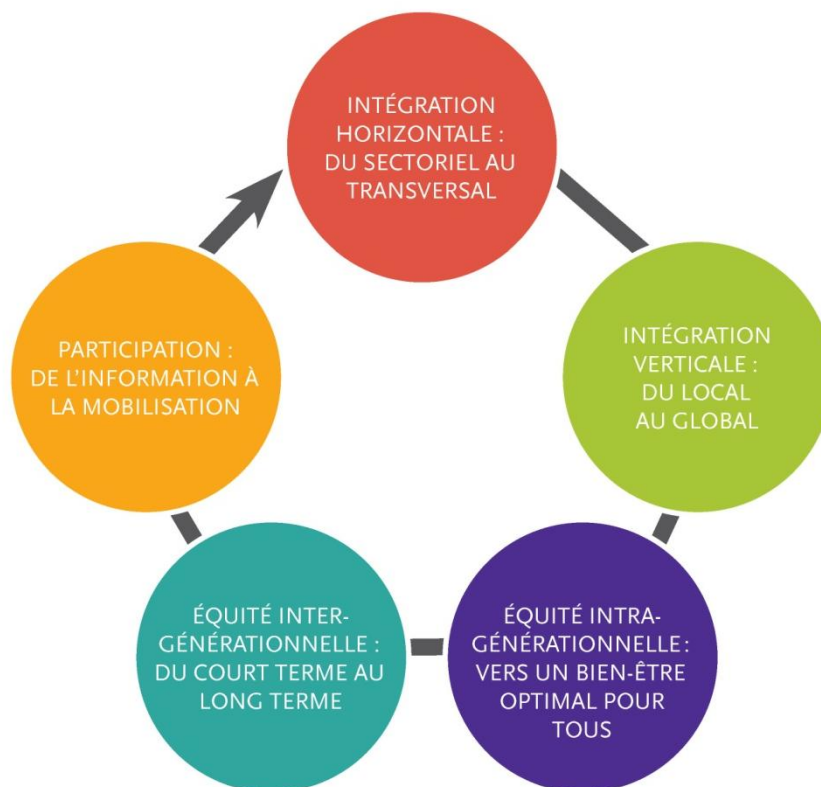 INTÉGRATION
HORIZONTALE :
DU SECTORIEL AU
TRANSVERSAL
INTÉGRATION
VERTICALE :
DU LOCAL
AU GLOBAL
ÉQUITÉ INTRA-
GÉNÉRATIONNELLE :
VERS UN BIEN-ÊTRE
OPTIMAL POUR
TOUS
ÉQUITÉ INTER-
GÉNÉRATIONNELLE :
DU COURT TERME AU
LONG TERME
PARTICIPATION :
DE L’INFORMATION À
LA MOBILISATION